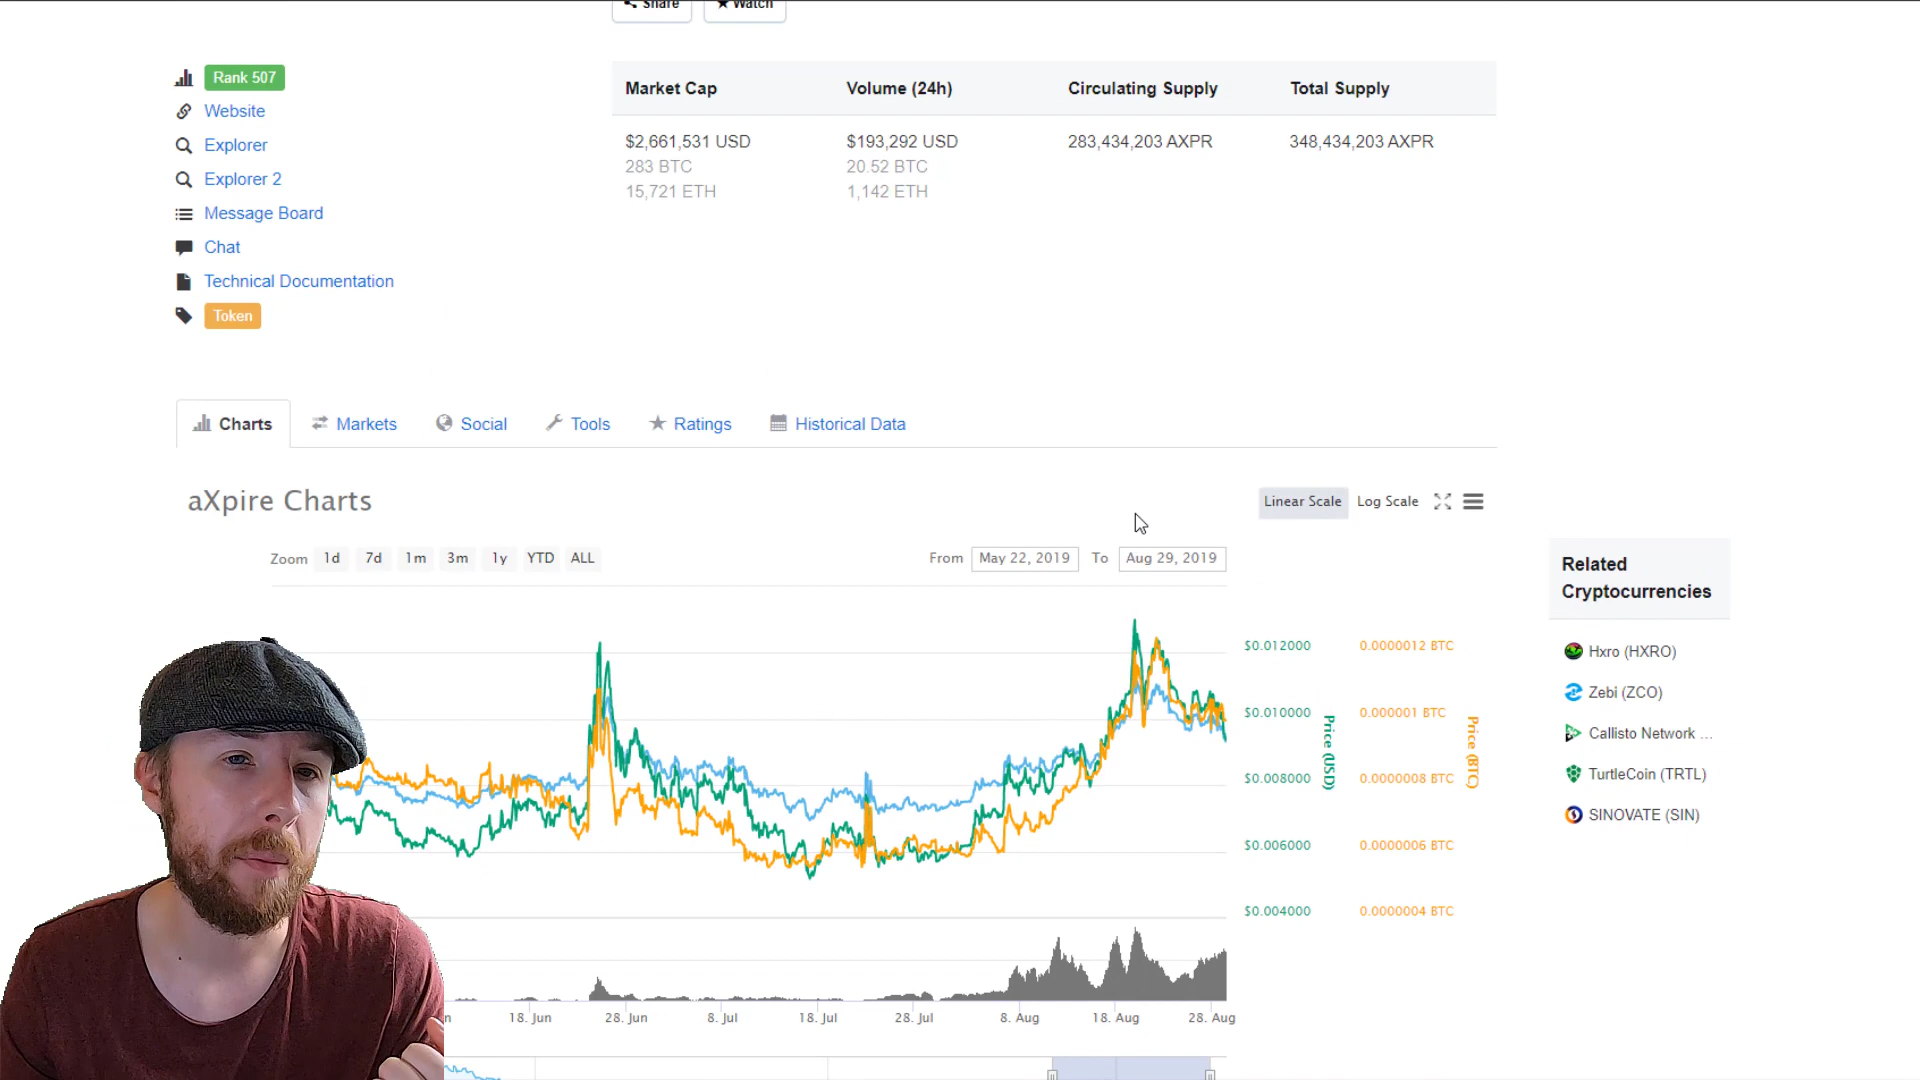 Share Watch
Rank 507
Website
Explorer
Explorer 2
Message Board
Chat
Technical Documentation
Token
Market Cap Volume (24h) Circulating Supply Total Supply
$2,661,531 USD $193,292 USD 283,434,203 AXPR 348,434,203 AXPR
283 BTC 20.52 BTC
15,721 ETH 1,142 ETH
Charts Markets Social Tools Ratings Historical Data
aXpire Charts
Linear Scale Log Scale
Zoom 1d 7d 1m 3m 1y YTD ALL From May 22, 2019 To Aug 29, 2019
$0.012000 0.0000012 BTC
$0.010000 0.000001 BTC
$0.008000 0.0000008 BTC
$0.006000 0.0000006 BTC
$0.004000 0.0000004 BTC
Price (USD)
Price (BTC)
18. Jun 28. Jun 8. Jul 18. Jul 28. Jul 8. Aug 18. Aug 28. Aug
Related
Cryptocurrencies
Hxro (HXRO)
Zebi (ZCO)
Callisto Network ...
TurtleCoin (TRTL)
SINOVATE (SIN)